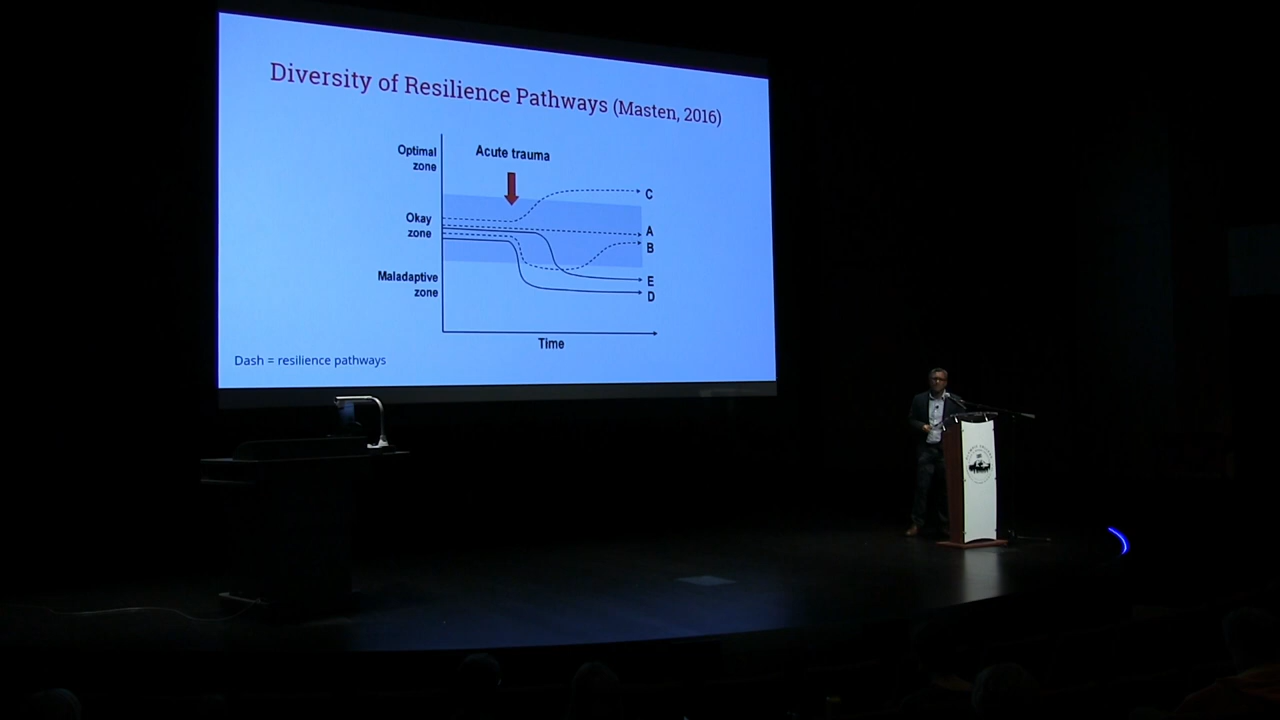 Diversity of Resilience Pathways (Masten, 2016)
Optimal
zone
Acute trauma
C
Okay
zone
A
B
Maladaptive
zone
E
D
Time
Dash = resilience pathways